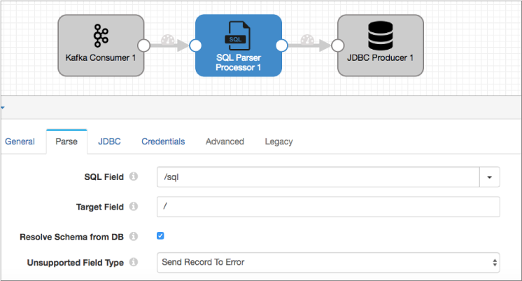 SQL
Kafka Consumer 1
SQL Parser
Processor 1
JDBC Producer 1
General Parse JDBC Credentials Advanced Legacy
SQL Field /sql
Target Field /
Resolve Schema from DB
Unsupported Field Type Send Record To Error